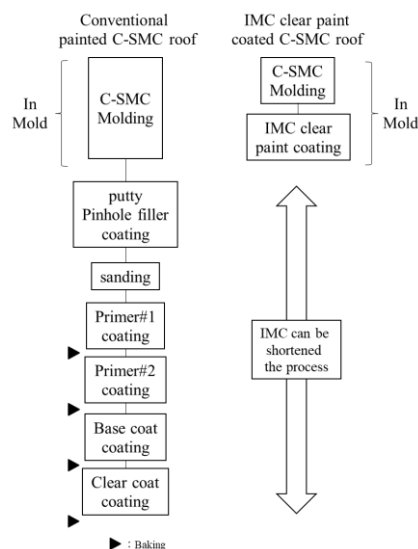 Conventional
painted C-SMC roof
IMC clear paint
coated C-SMC roof
In
Mold
C-SMC
Molding
C-SMC
Molding
IMC clear
paint coating
In
Mold
putty
Pinhole filler
coating
sanding
Primer#1
coating
Primer#2
coating
Base coat
coating
Clear coat
coating
IMC can be
shortened
the process
: Baking